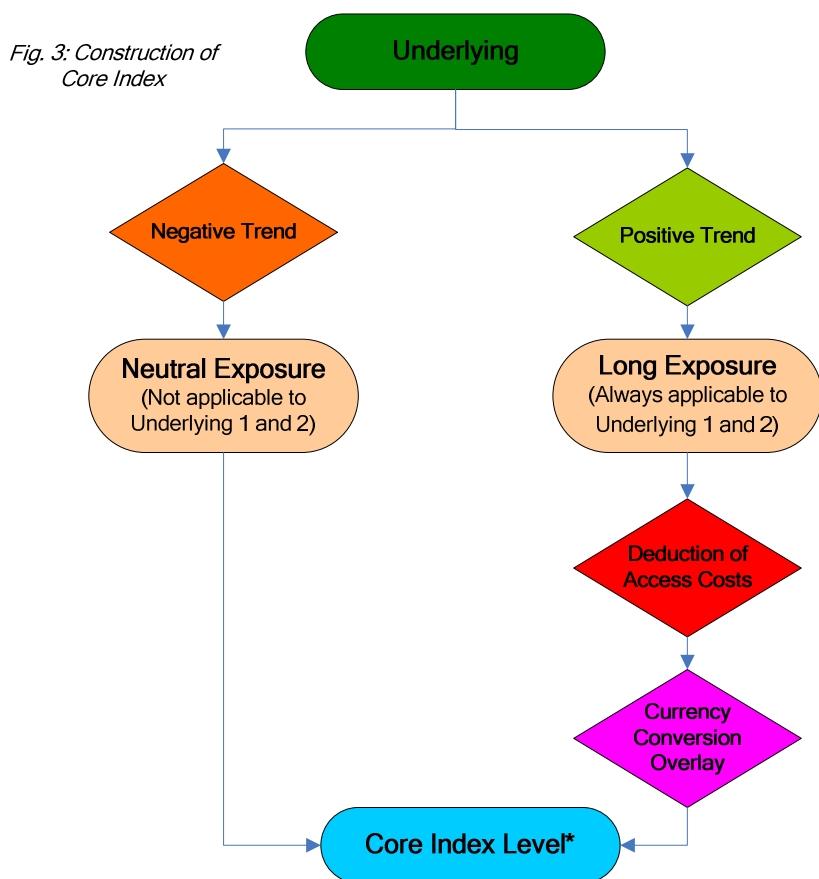 Fig. 3: Construction of
Core Index
Underlying
Negative Trend
Positive Trend
Neutral Exposure
(Not applicable to
Underlying 1 and 2)
Long Exposure
(Always applicable to
Underlying 1 and 2)
Deduction of
Access Costs
Currency
Conversion
Overlay
Core Index Level*